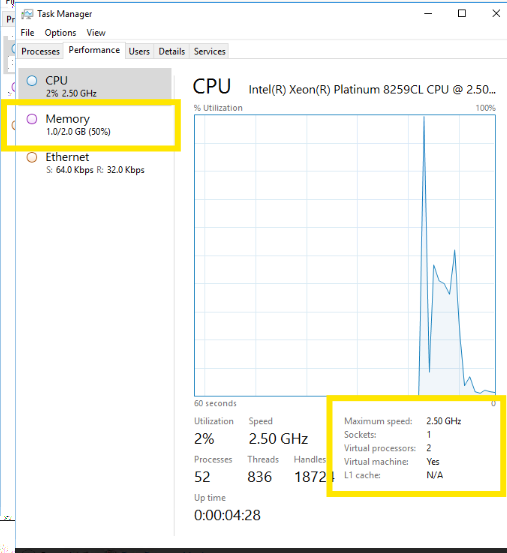 Task Manager
File Options View
Processes Performance Users Details Services
CPU
2% 2.50 GHz
Memory
1.0/2.0 GB (50%)
Ethernet
S: 64.0 Kbps R: 32.0 Kbps
CPU Intel(R) Xeon(R) Platinum 8259CL CPU @ 2.50...
% Utilization 100%
60 seconds 0
Utilization Speed
2% 2.50 GHz
Processes Threads Handles
52 836 18724
Up time
0:00:04:28
Maximum speed: 2.50 GHz
Sockets: 1
Virtual processors: 2
Virtual machine: Yes
L1 cache: N/A